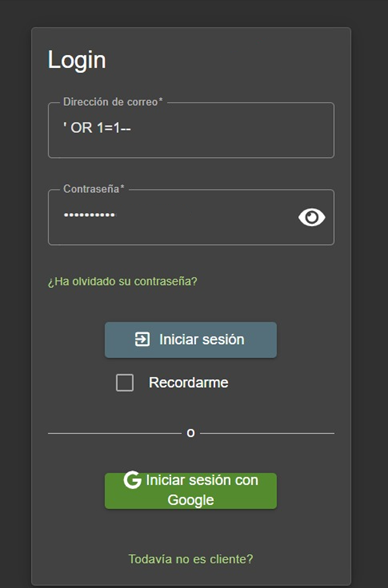 Login
Dirección de correo*
' OR 1=1--
Contraseña*
••••••••••
¿Ha olvidado su contraseña?
Iniciar sesión
Recordarme
o
G Iniciar sesión con
Google
Todavía no es cliente?